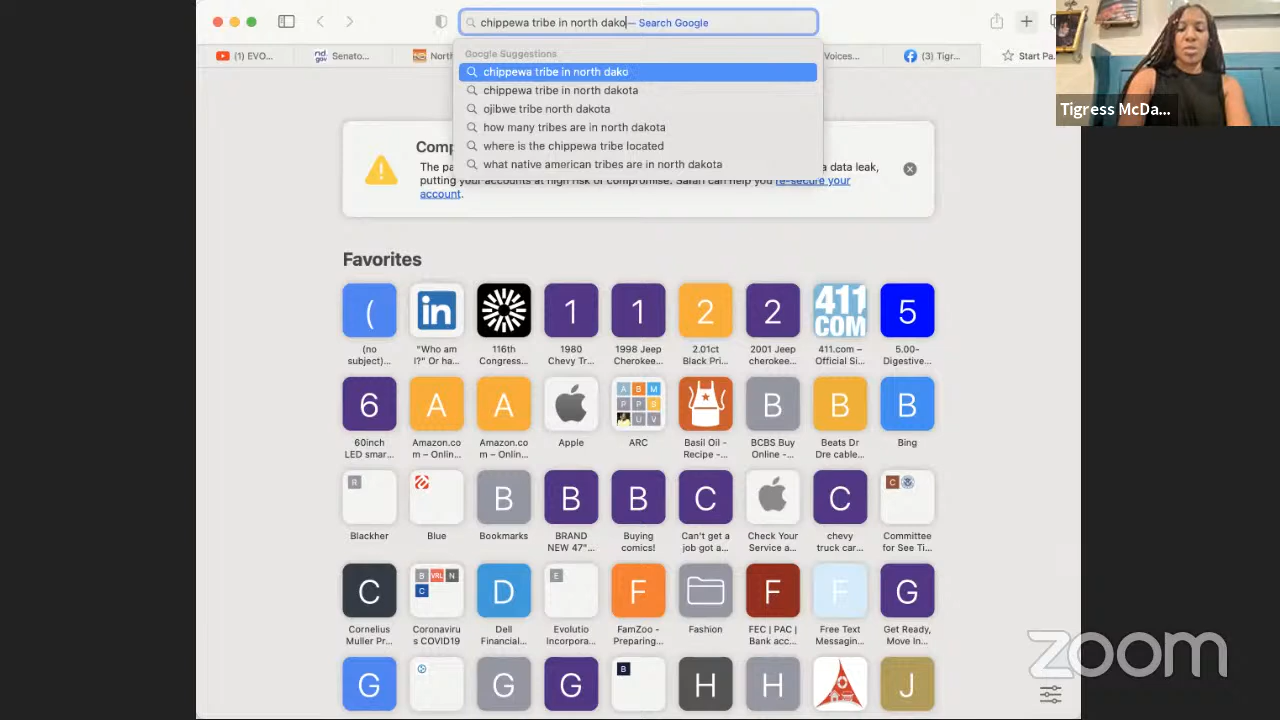 chippewa tribe in north dako — Search Google
(1) EVO...
Senato...
North
Voices...
(3) Tigr...
Start Pa
Google Suggestions
chippewa tribe in north dako
chippewa tribe in north dakota
ojibwe tribe north dakota
how many tribes are in north dakota
where is the chippewa tribe located
what native american tribes are in north dakota
Tigress McDa...
Comp
The pa
a data leak,
putting your accounts at high risk of compromise. Safari can help you re-secure your
account.
Favorites
( in 1 1 2 2 411 COM 5
(no subject)...
"Who am I?" Or ha...
116th Congress...
1980 Chevy Tr...
1998 Jeep Cherokee...
2.01ct Black Pri...
2001 Jeep cherokee...
411.com – Official Si...
5.00- Digestive...
6 A A A B M P P S U V B B B
60inch LED smar...
Amazon.co m – Onlin...
Amazon.co m – Onlin...
Apple
ARC
Basil Oil - Recipe -...
BCBS Buy Online -...
Beats Dr Dre cable...
Bing
R B B B C C C
Blackher
Blue
Bookmarks
BRAND NEW 47"...
Buying comics!
Can't get a job got a...
Check Your Service a...
chevy truck car...
Committee for See Ti...
C B VRL N C D E F F F G
Cornelius Muller Pr...
Coronaviru s COVID19
Dell Financial...
Evolutio Incorpora...
FamZoo - Preparing...
Fashion
FEC | PAC | Bank acc...
Free Text Messagin...
Get Ready, Move In...
G G G B H H J
zoom